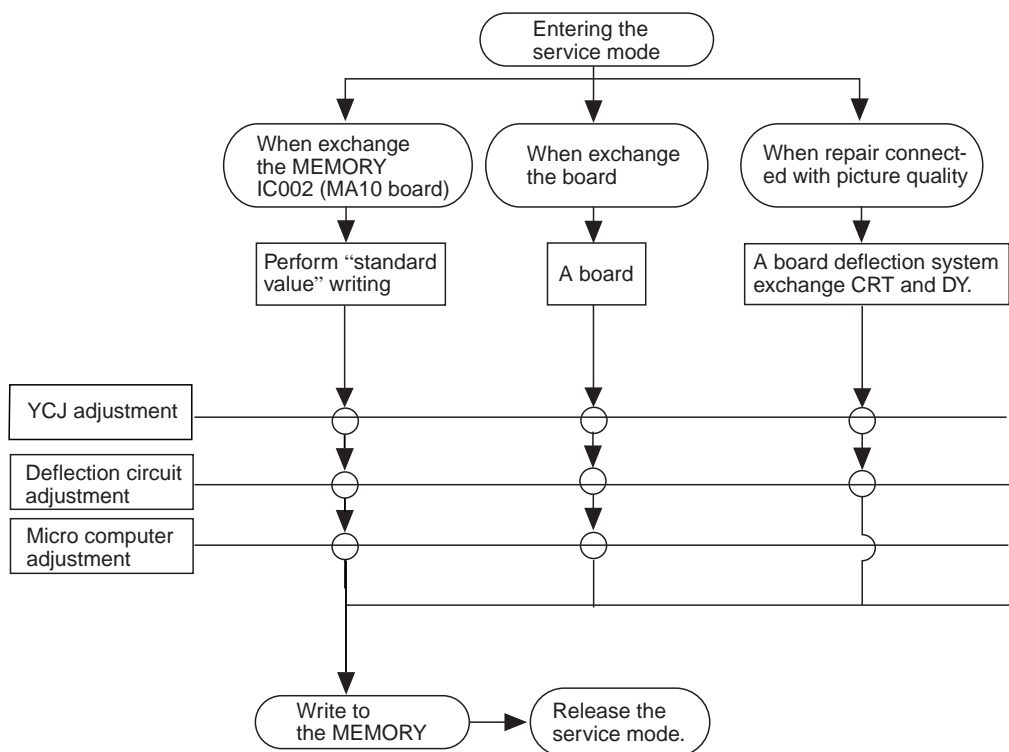 Entering the
service mode
When exchange
the MEMORY
IC002 (MA10 board)
When exchange
the board
When repair connect-
ed with picture quality
Perform “standard
value” writing
A board
A board deflection system
exchange CRT and DY.
YCJ adjustment
Deflection circuit
adjustment
Micro computer
adjustment
Write to
the MEMORY
Release the
service mode.